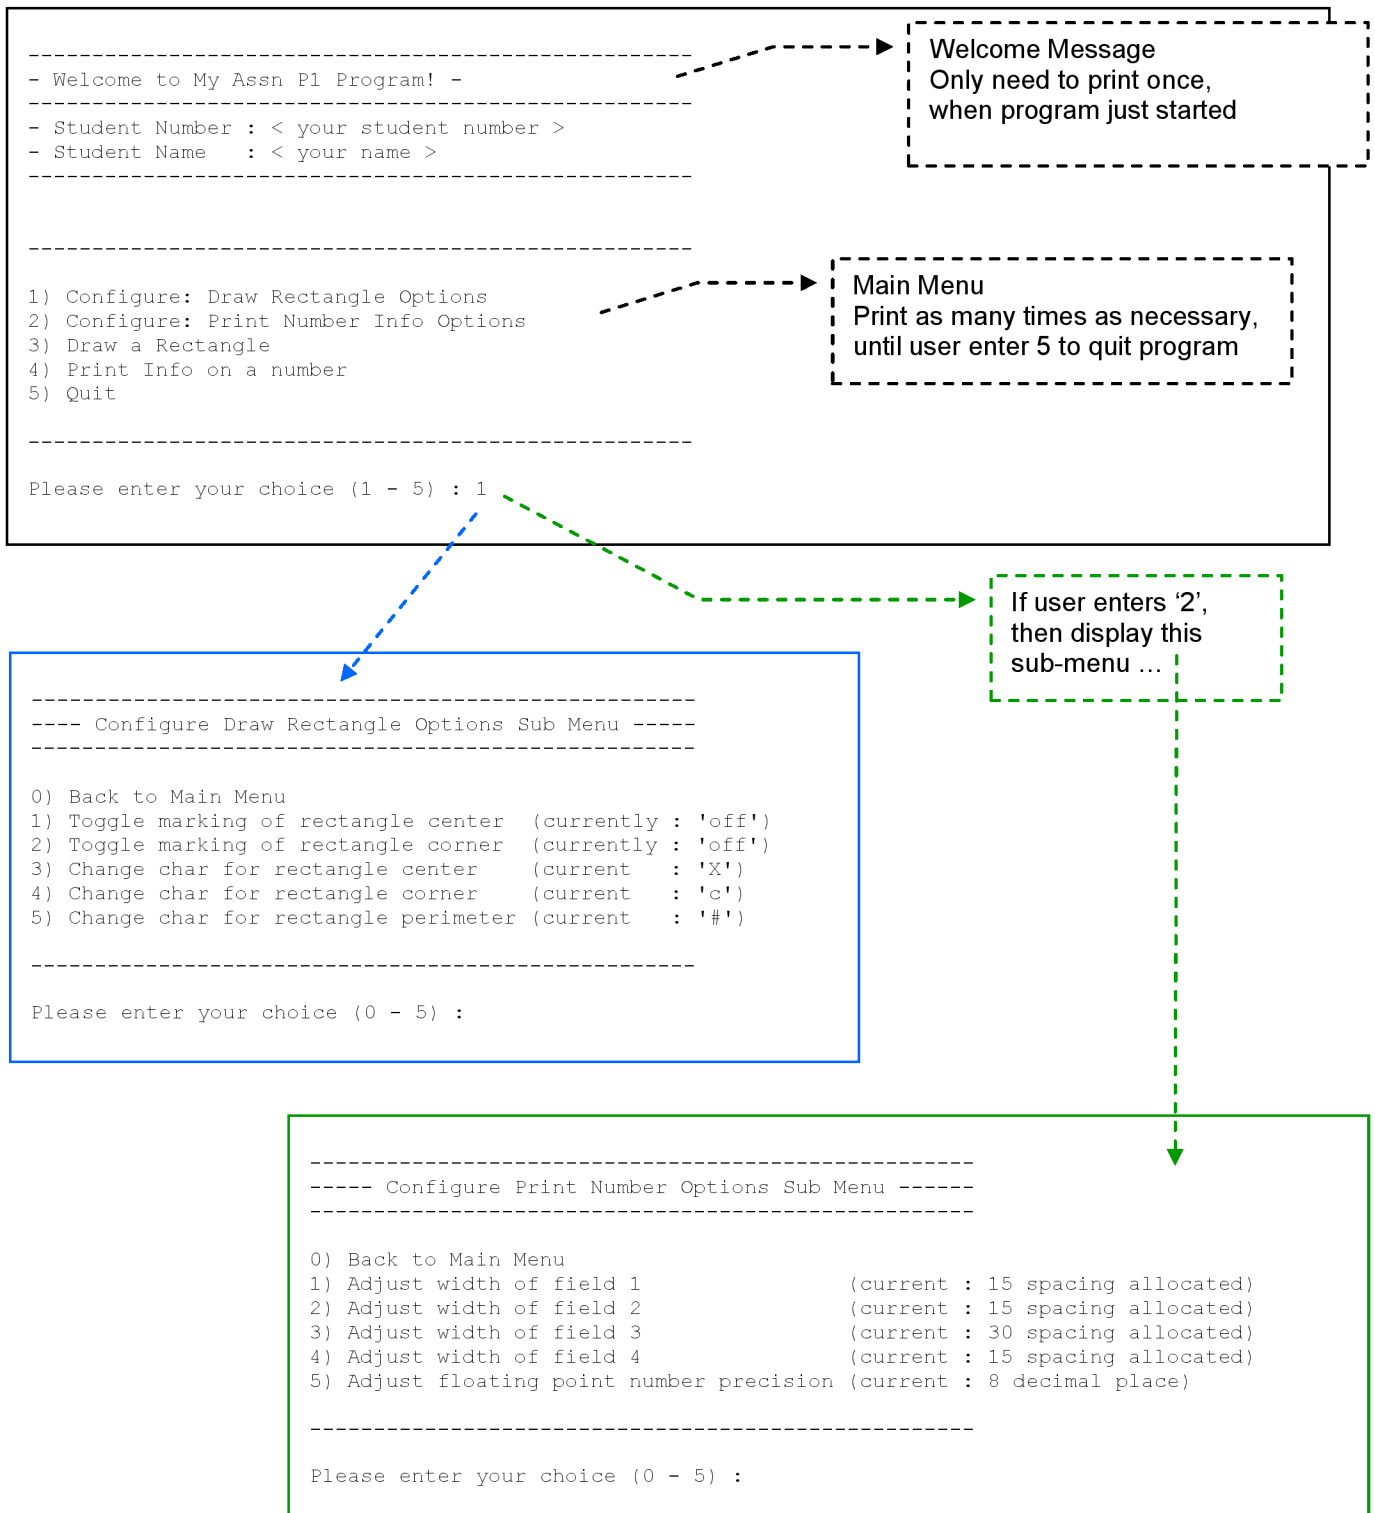 -----------------------------------------------------
- Welcome to My Assn P1 Program! -
-----------------------------------------------------
- Student Number : < your student number >
- Student Name   : < your name >
-----------------------------------------------------
Welcome Message
Only need to print once,
when program just started
-----------------------------------------------------
1) Configure: Draw Rectangle Options
2) Configure: Print Number Info Options
3) Draw a Rectangle
4) Print Info on a number
5) Quit
-----------------------------------------------------
Please enter your choice (1 - 5) : 1
Main Menu
Print as many times as necessary,
until user enter 5 to quit program
If user enters ‘2’,
then display this
sub-menu …
-----------------------------------------------------
---- Configure Draw Rectangle Options Sub Menu -----
-----------------------------------------------------
0) Back to Main Menu
1) Toggle marking of rectangle center  (currently : 'off')
2) Toggle marking of rectangle corner  (currently : 'off')
3) Change char for rectangle center    (current   : 'X')
4) Change char for rectangle corner    (current   : 'c')
5) Change char for rectangle perimeter (current   : '#')
-----------------------------------------------------
Please enter your choice (0 - 5) :
-----------------------------------------------------
----- Configure Print Number Options Sub Menu ------
-----------------------------------------------------
0) Back to Main Menu
1) Adjust width of field 1                (current : 15 spacing allocated)
2) Adjust width of field 2                (current : 15 spacing allocated)
3) Adjust width of field 3                (current : 30 spacing allocated)
4) Adjust width of field 4                (current : 15 spacing allocated)
5) Adjust floating point number precision (current : 8 decimal place)
-----------------------------------------------------
Please enter your choice (0 - 5) :